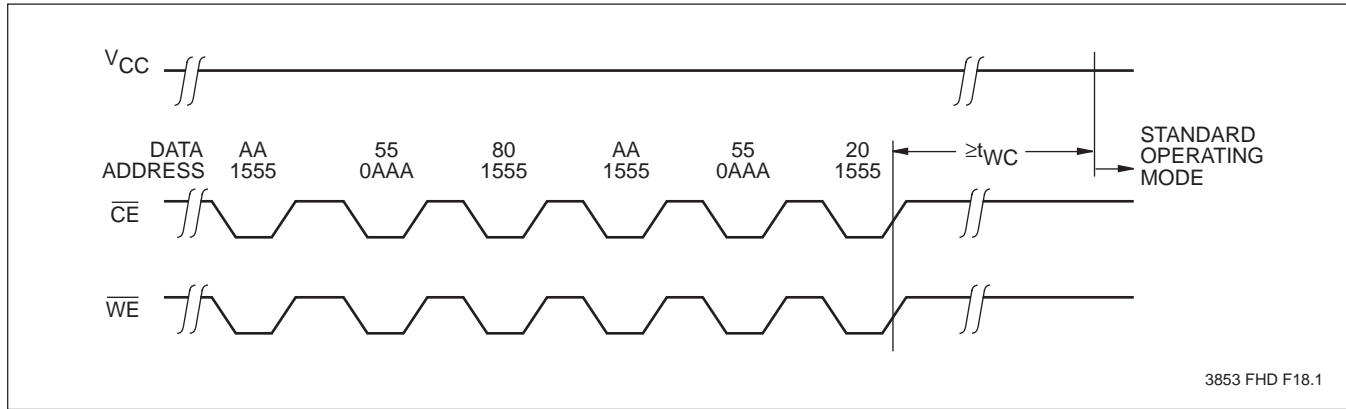 VCC
DATA AA 55 80 AA 55 20
ADDRESS 1555 0AAA 1555 1555 0AAA 1555
≥tWC
STANDARD
OPERATING
MODE
CE
WE
3853 FHD F18.1